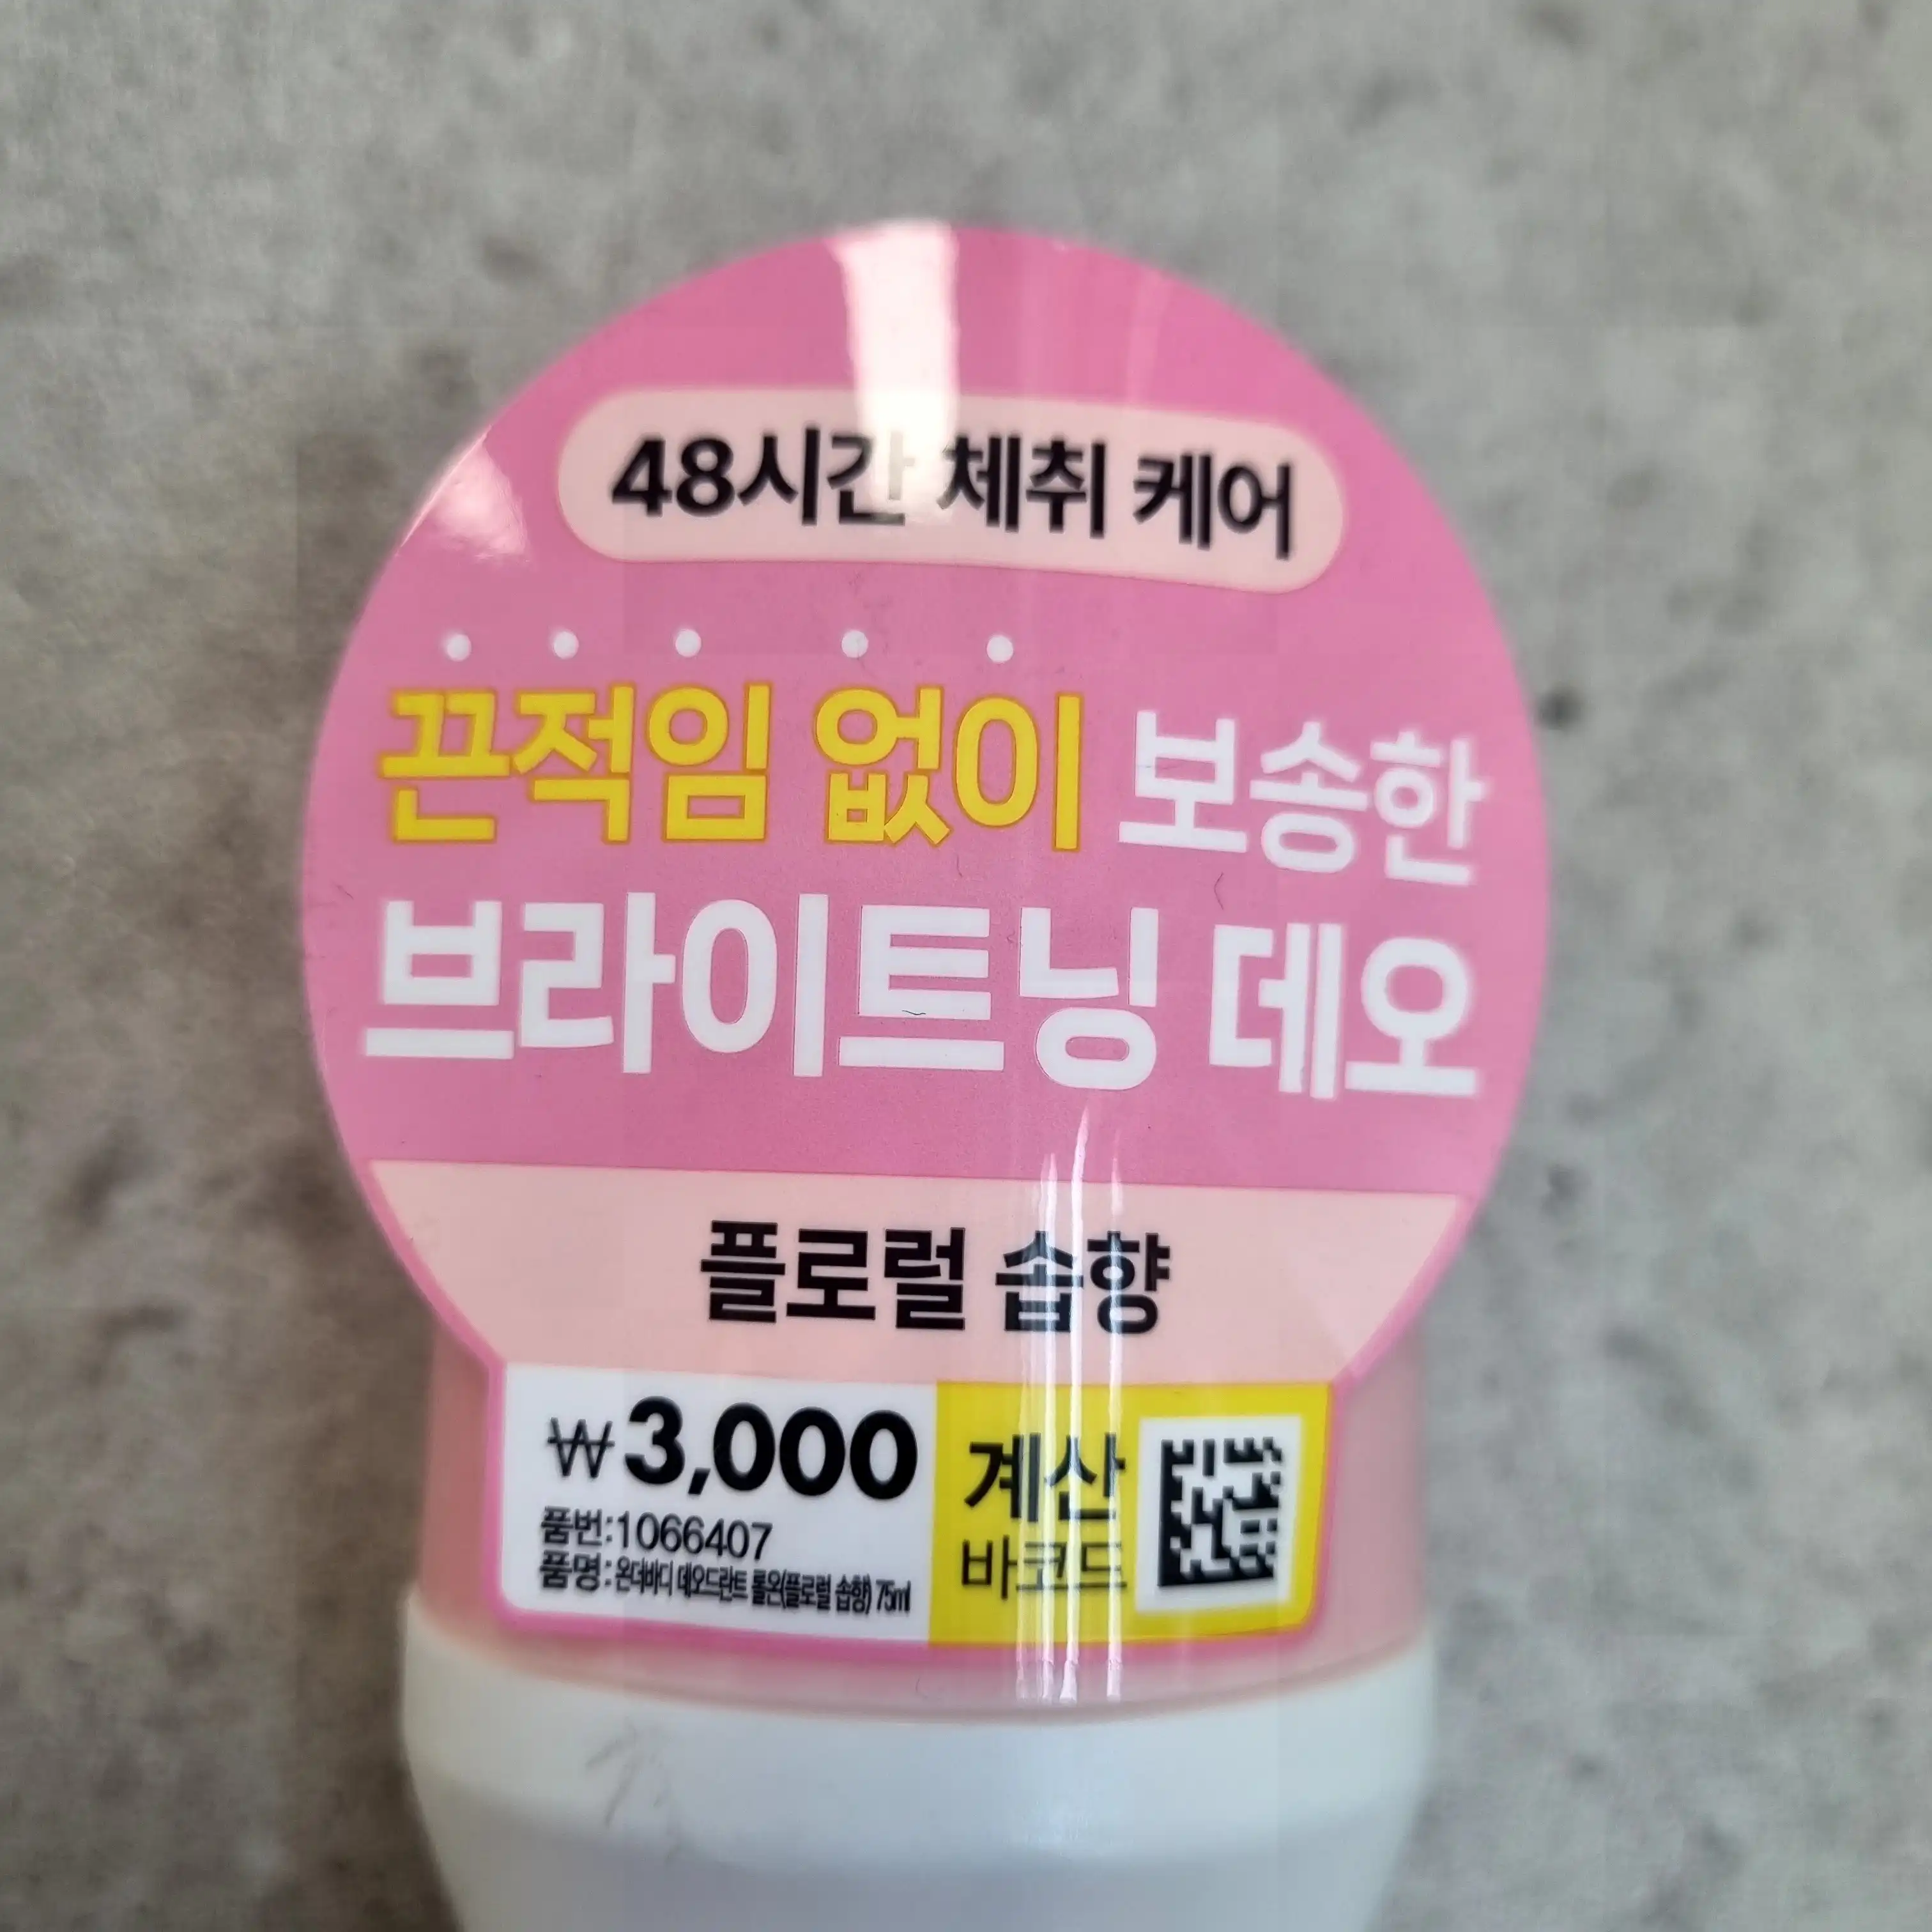 48시간 체취 케어
끈적임 없이 보송한
브라이트닝 데오
플로럴 솝향
₩3,000
품번:1066407
품명:온더바디 데오드란트 롤온(플로럴 솝향) 75ml
계산
바코드